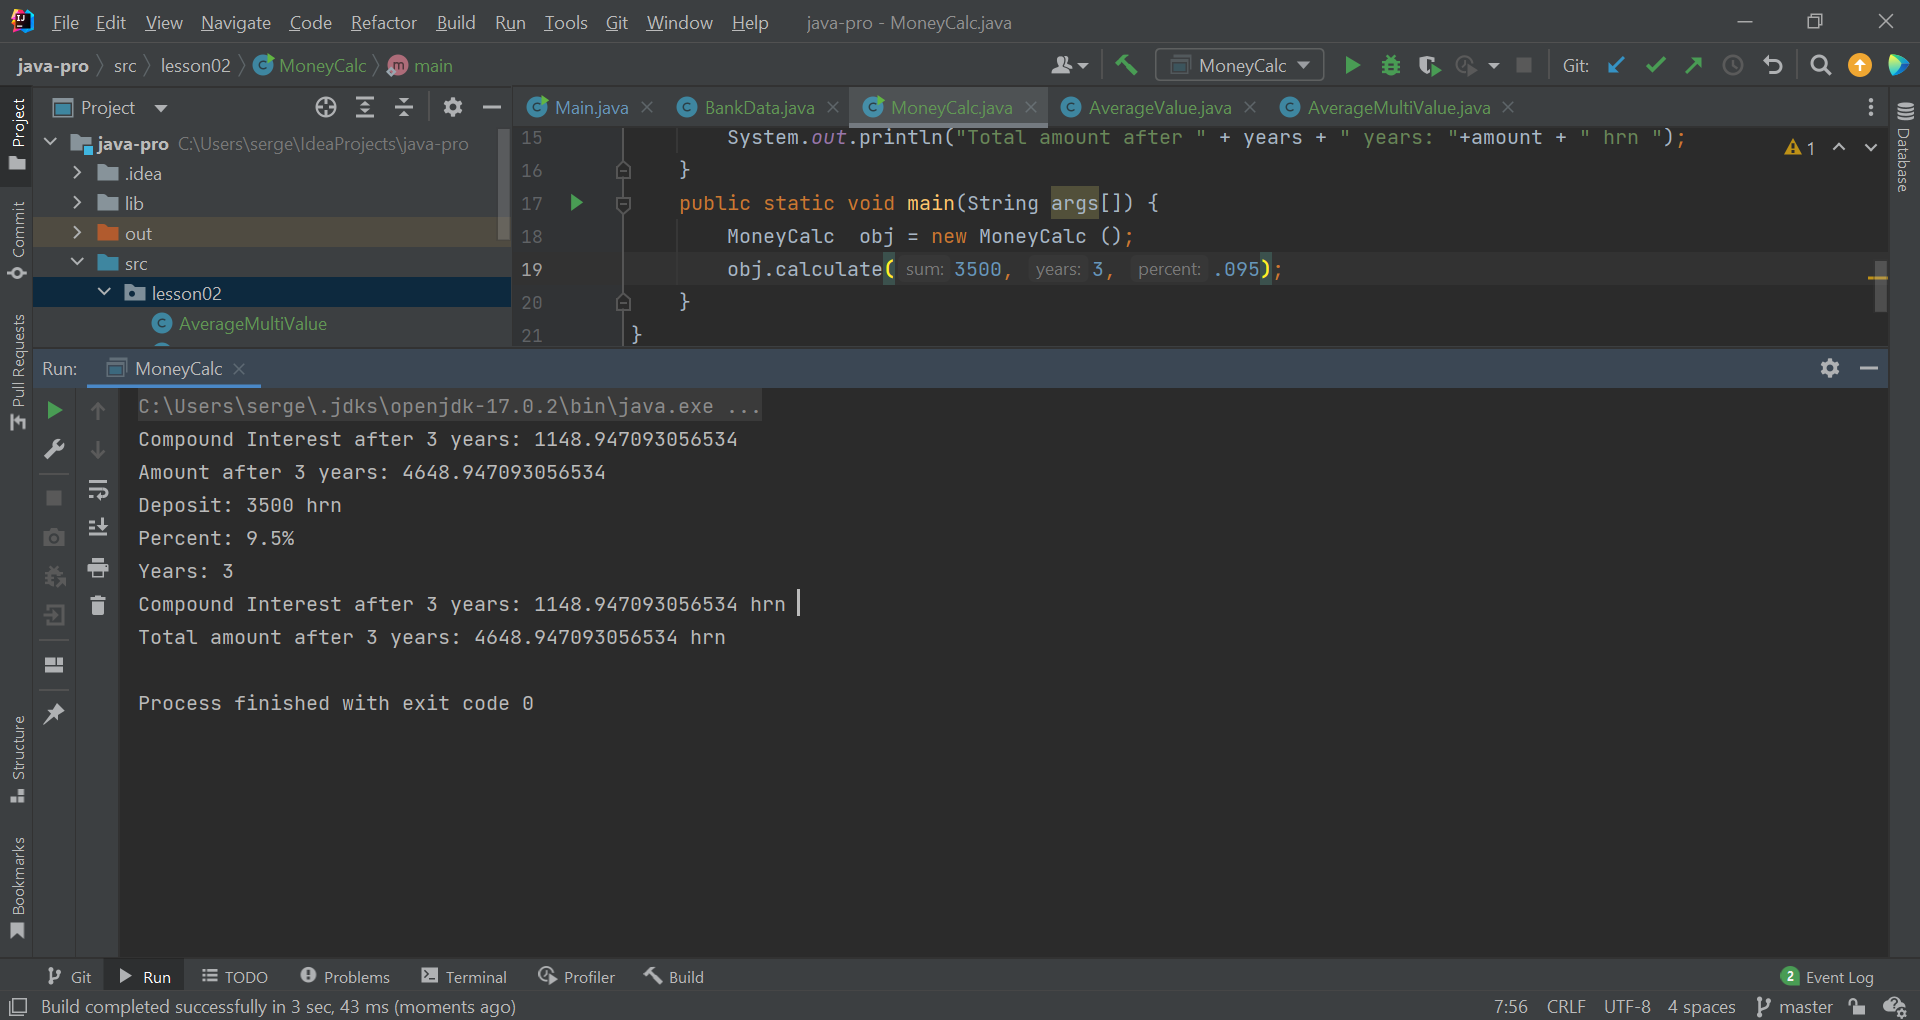 File Edit View Navigate Code Refactor Build Run Tools Git Window Help java-pro - MoneyCalc.java
java-pro src lesson02 MoneyCalc main
MoneyCalc
Git:
Project
Main.java BankData.java MoneyCalc.java AverageValue.java AverageMultiValue.java
java-pro C:\Users\serge\IdeaProjects\java-pro
.idea
lib
out
src
lesson02
AverageMultiValue
15 System.out.println("Total amount after " + years + " years: "+amount + " hrn ");
16 }
17 public static void main(String args[]) {
18 MoneyCalc  obj = new MoneyCalc ();
19 obj.calculate( sum: 3500, years: 3, percent: .095);
20 }
21 }
1
Project
Commit
Pull Requests
Structure
Bookmarks
Database
Run: MoneyCalc
C:\Users\serge\.jdks\openjdk-17.0.2\bin\java.exe ...
Compound Interest after 3 years: 1148.947093056534
Amount after 3 years: 4648.947093056534
Deposit: 3500 hrn
Percent: 9.5%
Years: 3
Compound Interest after 3 years: 1148.947093056534 hrn
Total amount after 3 years: 4648.947093056534 hrn
Process finished with exit code 0
Git Run TODO Problems Terminal Profiler Build 2 Event Log
Build completed successfully in 3 sec, 43 ms (moments ago) 7:56 CRLF UTF-8 4 spaces master